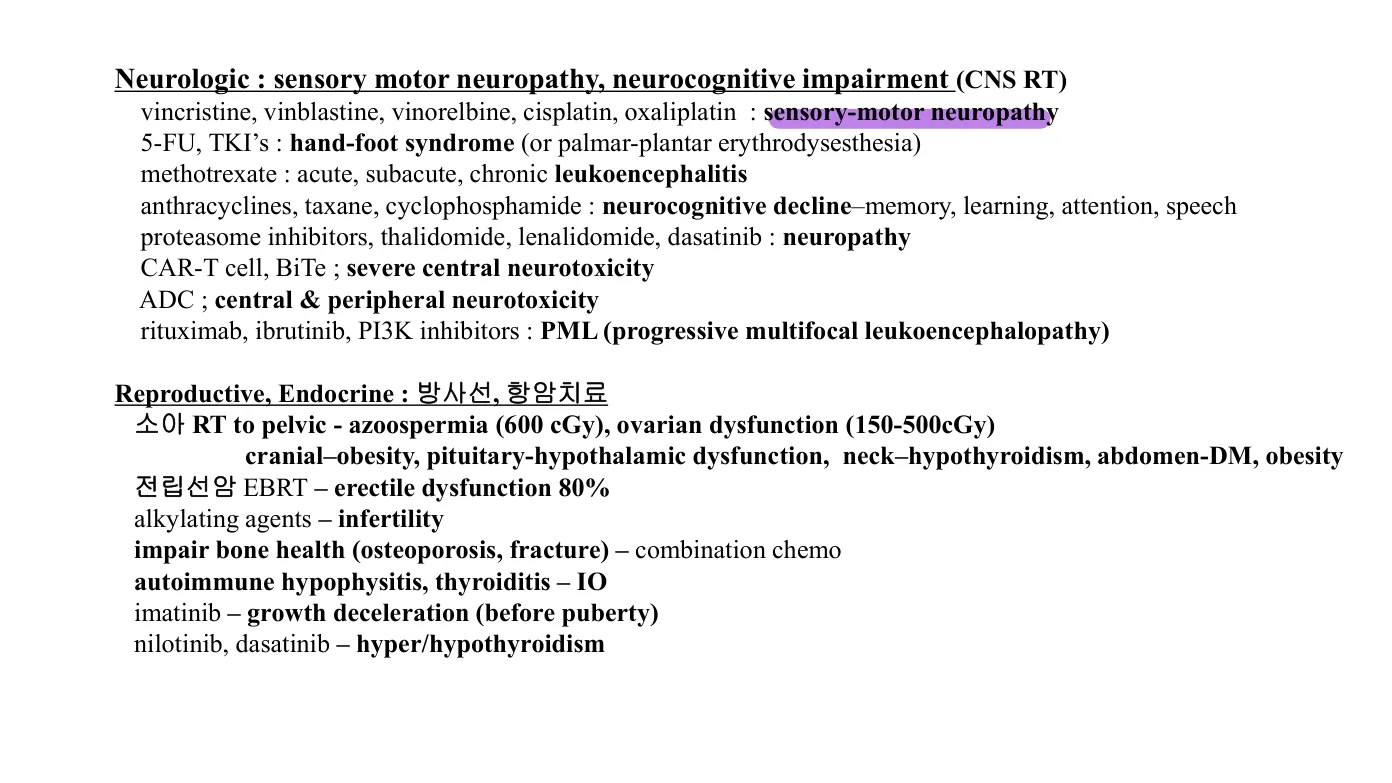 Neurologic : sensory motor neuropathy, neurocognitive impairment (CNS RT)
vincristine, vinblastine, vinorelbine, cisplatin, oxaliplatin : sensory-motor neuropathy
5-FU, TKI’s : hand-foot syndrome (or palmar-plantar erythrodysesthesia)
methotrexate : acute, subacute, chronic leukoencephalitis
anthracyclines, taxane, cyclophosphamide : neurocognitive decline–memory, learning, attention, speech
proteasome inhibitors, thalidomide, lenalidomide, dasatinib : neuropathy
CAR-T cell, BiTe ; severe central neurotoxicity
ADC ; central & peripheral neurotoxicity
rituximab, ibrutinib, PI3K inhibitors : PML (progressive multifocal leukoencephalopathy)
Reproductive, Endocrine : 방사선, 항암치료
소아 RT to pelvic - azoospermia (600 cGy), ovarian dysfunction (150-500cGy)
cranial–obesity, pituitary-hypothalamic dysfunction, neck–hypothyroidism, abdomen-DM, obesity
전립선암 EBRT – erectile dysfunction 80%
alkylating agents – infertility
impair bone health (osteoporosis, fracture) – combination chemo
autoimmune hypophysitis, thyroiditis – IO
imatinib – growth deceleration (before puberty)
nilotinib, dasatinib – hyper/hypothyroidism